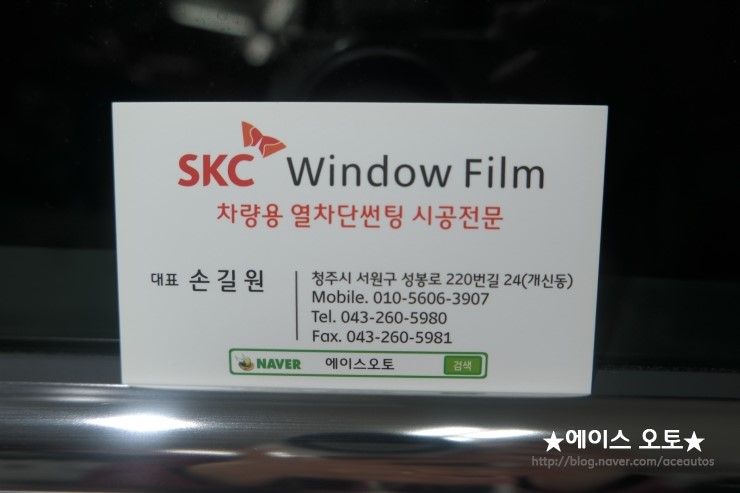 SKC Window Film
차량용 열차단썬팅 시공전문
대표 손길원
청주시 서원구 성봉로 220번길 24(개신동)
Mobile. 010-5606-3907
Tel. 043-260-5980
Fax. 043-260-5981
NAVER 에이스오토 검색
★에이스 오토★
http://blog.naver.com/aceautos